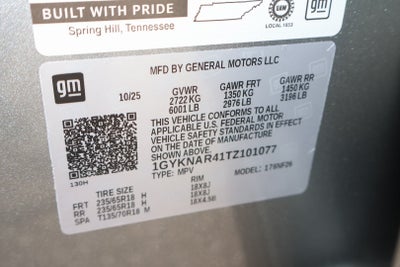 BUILT WITH PRIDE
Spring Hill, Tennessee
LOCAL 1853
gm
MFD BY GENERAL MOTORS LLC
gm
10/25
GVWR GAWR FRT GAWR RR
2722 KG 1350 KG 1450 KG
6001 LB 2976 LB 3196 LB
THIS VEHICLE CONFORMS TO ALL
APPLICABLE U.S. FEDERAL MOTOR
VEHICLE SAFETY STANDARDS IN
EFFECT ON THE DATE OF MANUFACTURE
SHOWN ABOVE.
1GYKNAR41TZ101077
TYPE: MPV MODEL:
130H
TIRE SIZE RIM
FRT 235/65R18 H 18X8J
RR 235/65R18 H 18X8J
SPA T135/70R18 M 18X4.5B